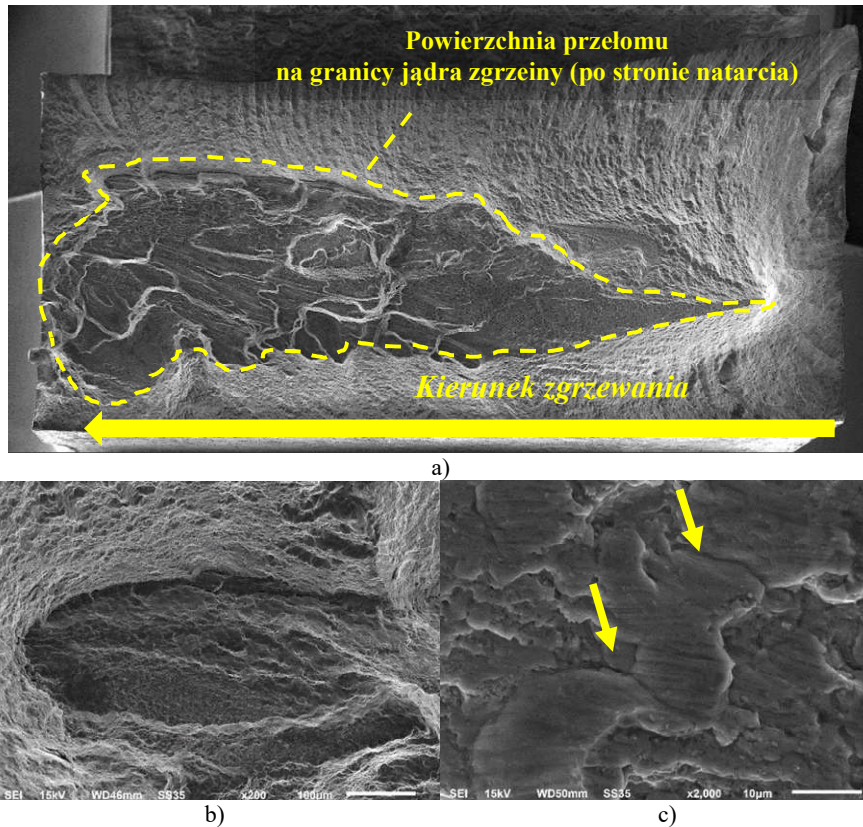 Powierzchnia przełomu
na granicy jądra zgrzeiny (po stronie natarcia)
Kierunek zgrzewania
a)
SEI 15kV WD46mm SS35 x200 100µm
SEI 15kV WD50mm SS35 x2,000 10µm
b)
c)